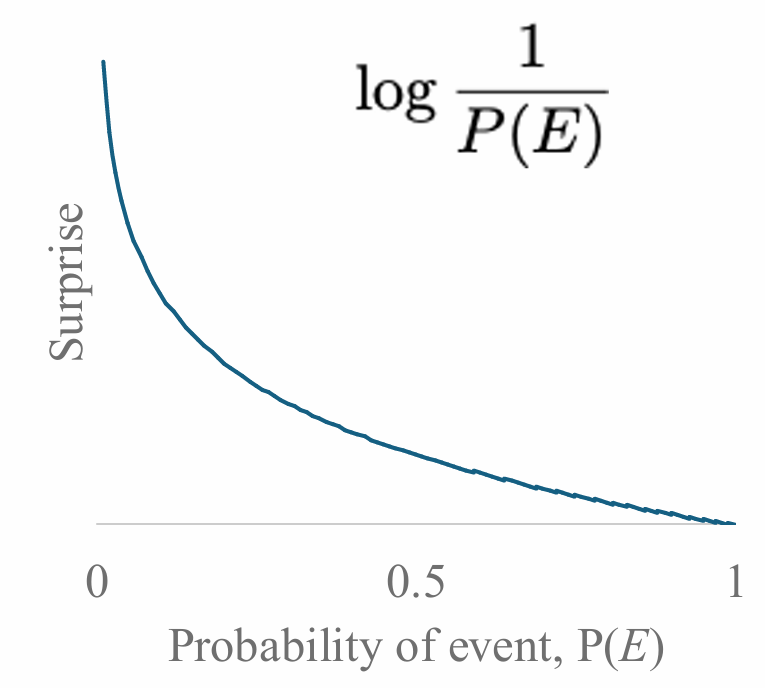 log 1/P(E)
Surprise
0 0.5 1
Probability of event, P(E)